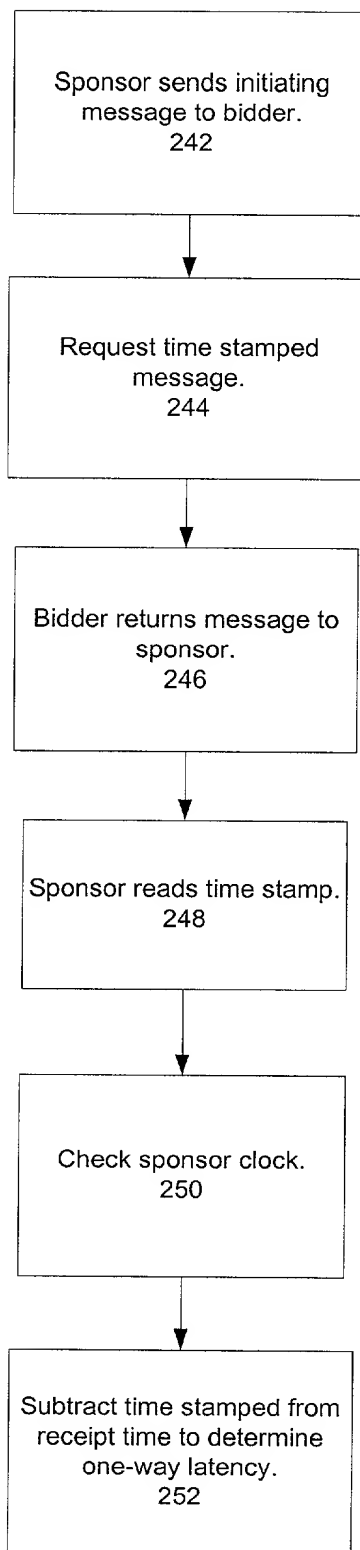 Sponsor sends initiating
message to bidder.
242
Request time stamped
message.
244
Bidder returns message to
sponsor.
246
Sponsor reads time stamp.
248
Check sponsor clock.
250
Subtract time stamped from
receipt time to determine
one-way latency.
252